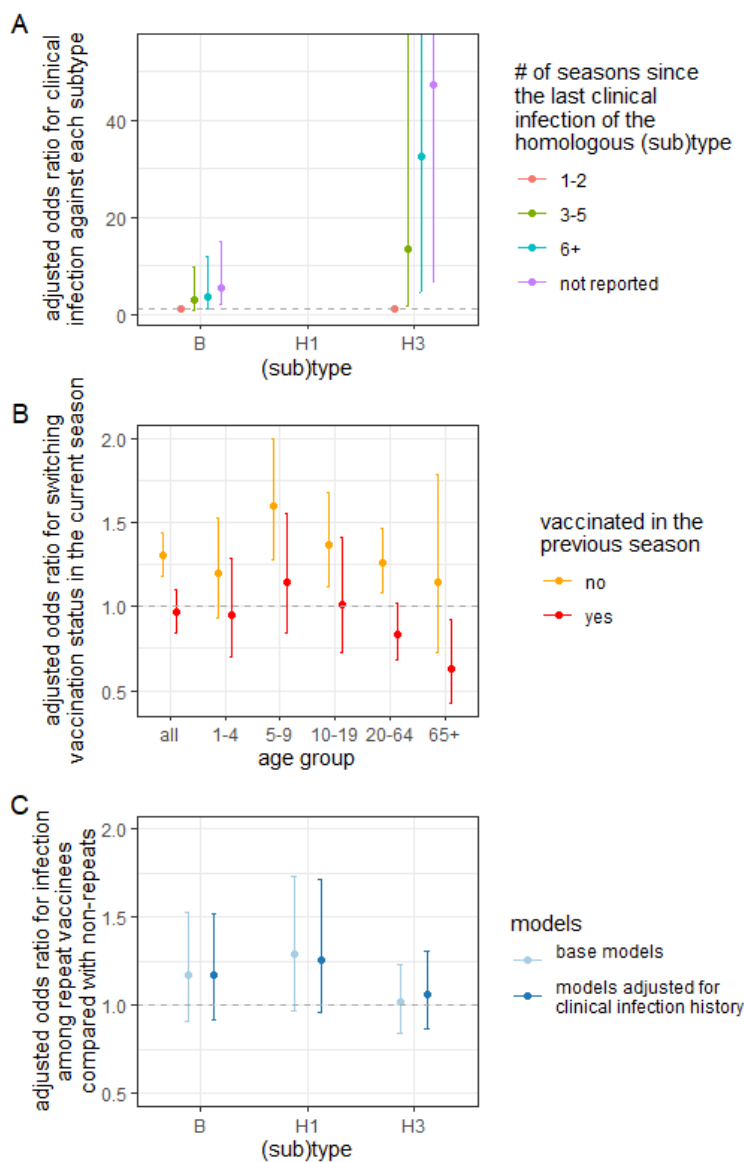 A
adjusted odds ratio for clinical
infection against each subtype
40
20
0
B
H1
H3
(sub)type
# of seasons since
the last clinical
infection of the
homologous (sub)type
1-2
3-5
6+
not reported
B
adjusted odds ratio for switching
vaccination status in the current season
2.0
1.5
1.0
0.5
all
1-4
5-9
10-19
20-64
65+
age group
vaccinated in the
previous season
no
yes
C
adjusted odds ratio for infection
among repeat vaccinees
compared with non-repeats
2.0
1.5
1.0
0.5
B
H1
H3
(sub)type
models
base models
models adjusted for
clinical infection history